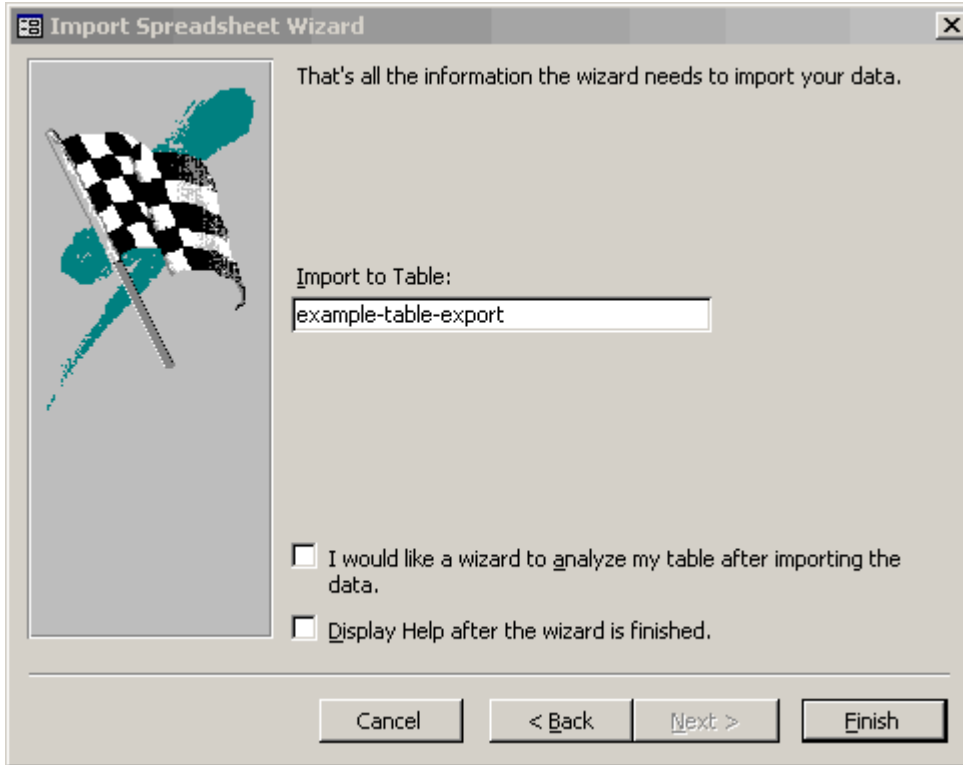 Import Spreadsheet Wizard
That's all the information the wizard needs to import your data.
Import to Table:
example-table-export
I would like a wizard to analyze my table after importing the
data.
Display Help after the wizard is finished.
Cancel
< Back
Next >
Finish